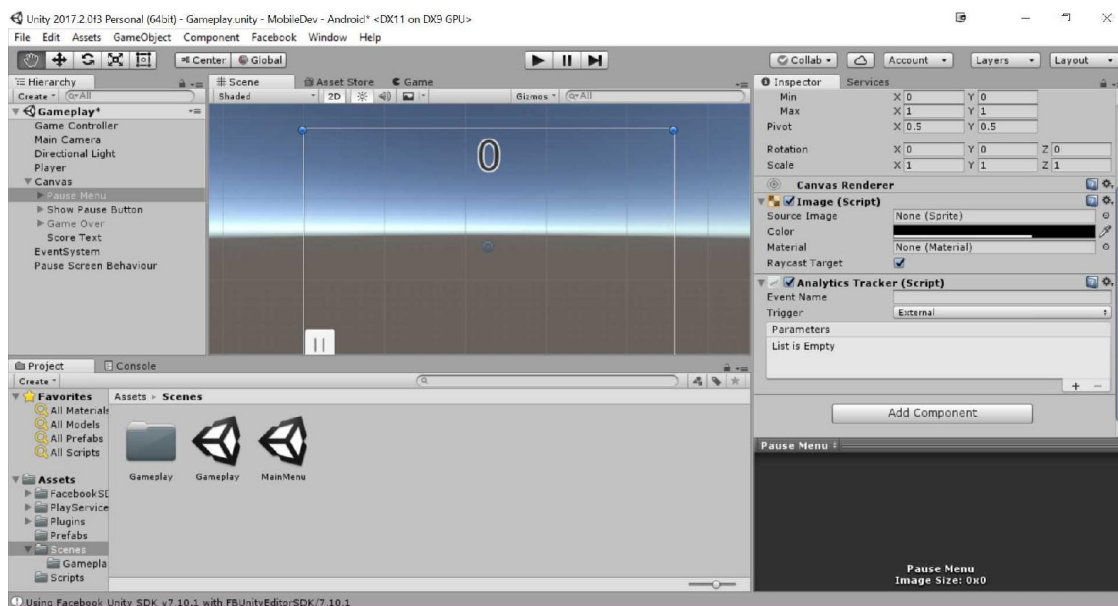 Unity 2017.2.0f3 Personal (64bit) - Gameplay.unity - MobileDev - Android* <DX11 on DX9 GPU>
File Edit Assets GameObject Component Facebook Window Help
Center Global Collab Account Layers Layout
Hierarchy
Create All
Gameplay*
Game Controller
Main Camera
Directional Light
Player
Canvas
Pause Menu
Show Pause Button
Game Over
Score Text
EventSystem
Pause Screen Behaviour
Scene Asset Store Game
Shaded 2D Gizmos All
0
Inspector Services
Min X 0 Y 0
Max X 1 Y 1
Pivot X 0.5 Y 0.5
Rotation X 0 Y 0 Z 0
Scale X 1 Y 1 Z 1
Canvas Renderer
Image (Script)
Source Image None (Sprite)
Color
Material None (Material)
Raycast Target
Analytics Tracker (Script)
Event Name
Trigger External
Parameters
List is Empty
+ -
Add Component
Pause Menu
Pause Menu
Image Size: 0x0
Project Console
Create
Favorites
All Materials
All Models
All Prefabs
All Scripts
Assets
FacebookSD
PlayService
Plugins
Prefabs
Scenes
Gamepla
Scripts
Assets Scenes
Gameplay Gameplay MainMenu
Using Facebook Unity SDK v7.10.1 with FBUnityEditorSDK/7.10.1